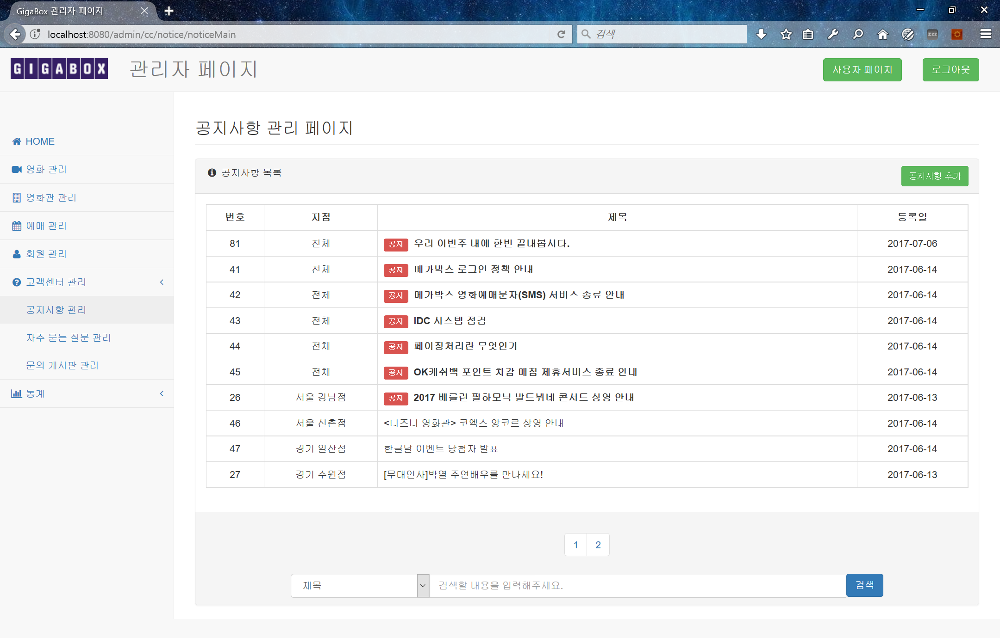 GigaBox 관리자 페이지
localhost:8080/admin/cc/notice/noticeMain
검색
zzz
GIGABOX
관리자 페이지
사용자 페이지
로그아웃
HOME
영화 관리
영화관 관리
예매 관리
회원 관리
고객센터 관리
공지사항 관리
자주 묻는 질문 관리
문의 게시판 관리
통계
공지사항 관리 페이지
공지사항 목록
공지사항 추가
번호 지점 제목 등록일
81 전체 공지 우리 이번주 내에 한번 끝내봅시다. 2017-07-06
41 전체 공지 메가박스 로그인 정책 안내 2017-06-14
42 전체 공지 메가박스 영화예매문자(SMS) 서비스 종료 안내 2017-06-14
43 전체 공지 IDC 시스템 점검 2017-06-14
44 전체 공지 페이징처리란 무엇인가 2017-06-14
45 전체 공지 OK캐쉬백 포인트 차감 매점 제휴서비스 종료 안내 2017-06-14
26 서울 강남점 공지 2017 베를린 필하모닉 발트뷔네 콘서트 상영 안내 2017-06-13
46 서울 신촌점 <디즈니 영화관> 코엑스 앙코르 상영 안내 2017-06-14
47 경기 일산점 한글날 이벤트 당첨자 발표 2017-06-14
27 경기 수원점 [무대인사]박열 주연배우를 만나세요! 2017-06-13
1 2
제목 검색할 내용을 입력해주세요. 검색